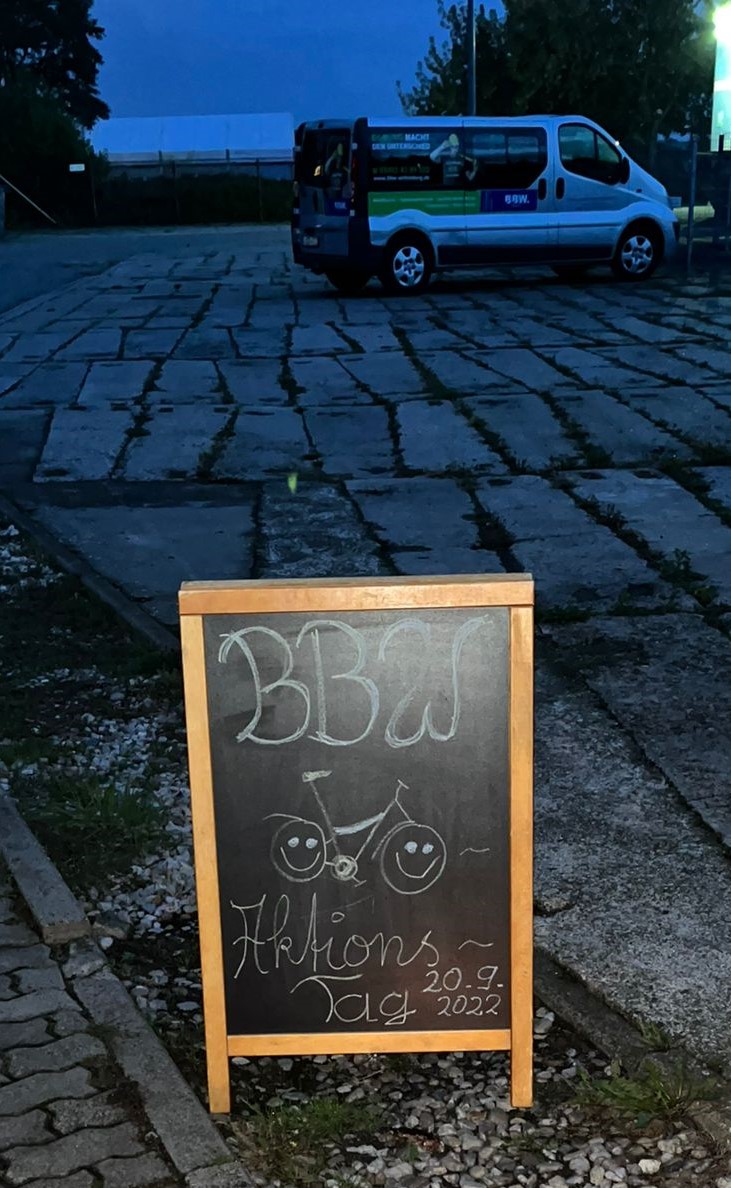 MACHT
DEN UNTERSCHIED
BBW.
BBW
Aktions~
Tag
20.9.
2022